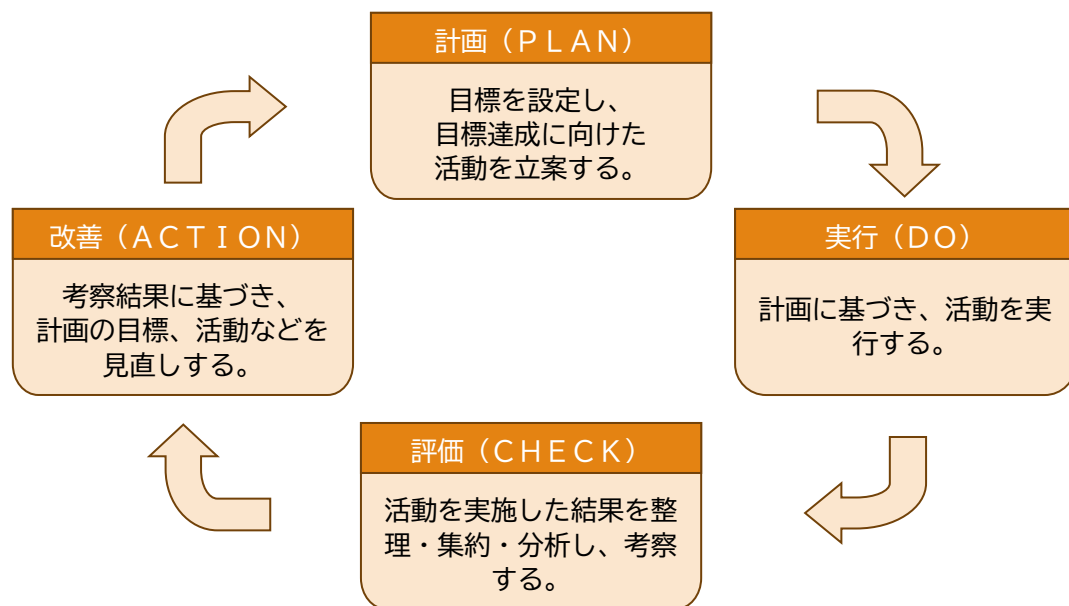 計画（ＰＬＡＮ）
目標を設定し、
目標達成に向けた
活動を立案する。
改善（ＡＣＴＩＯＮ）
考察結果に基づき、
計画の目標、活動などを
見直しする。
実行（ＤＯ）
計画に基づき、活動を実
行する。
評価（ＣＨＥＣＫ）
活動を実施した結果を整
理・集約・分析し、考察
する。